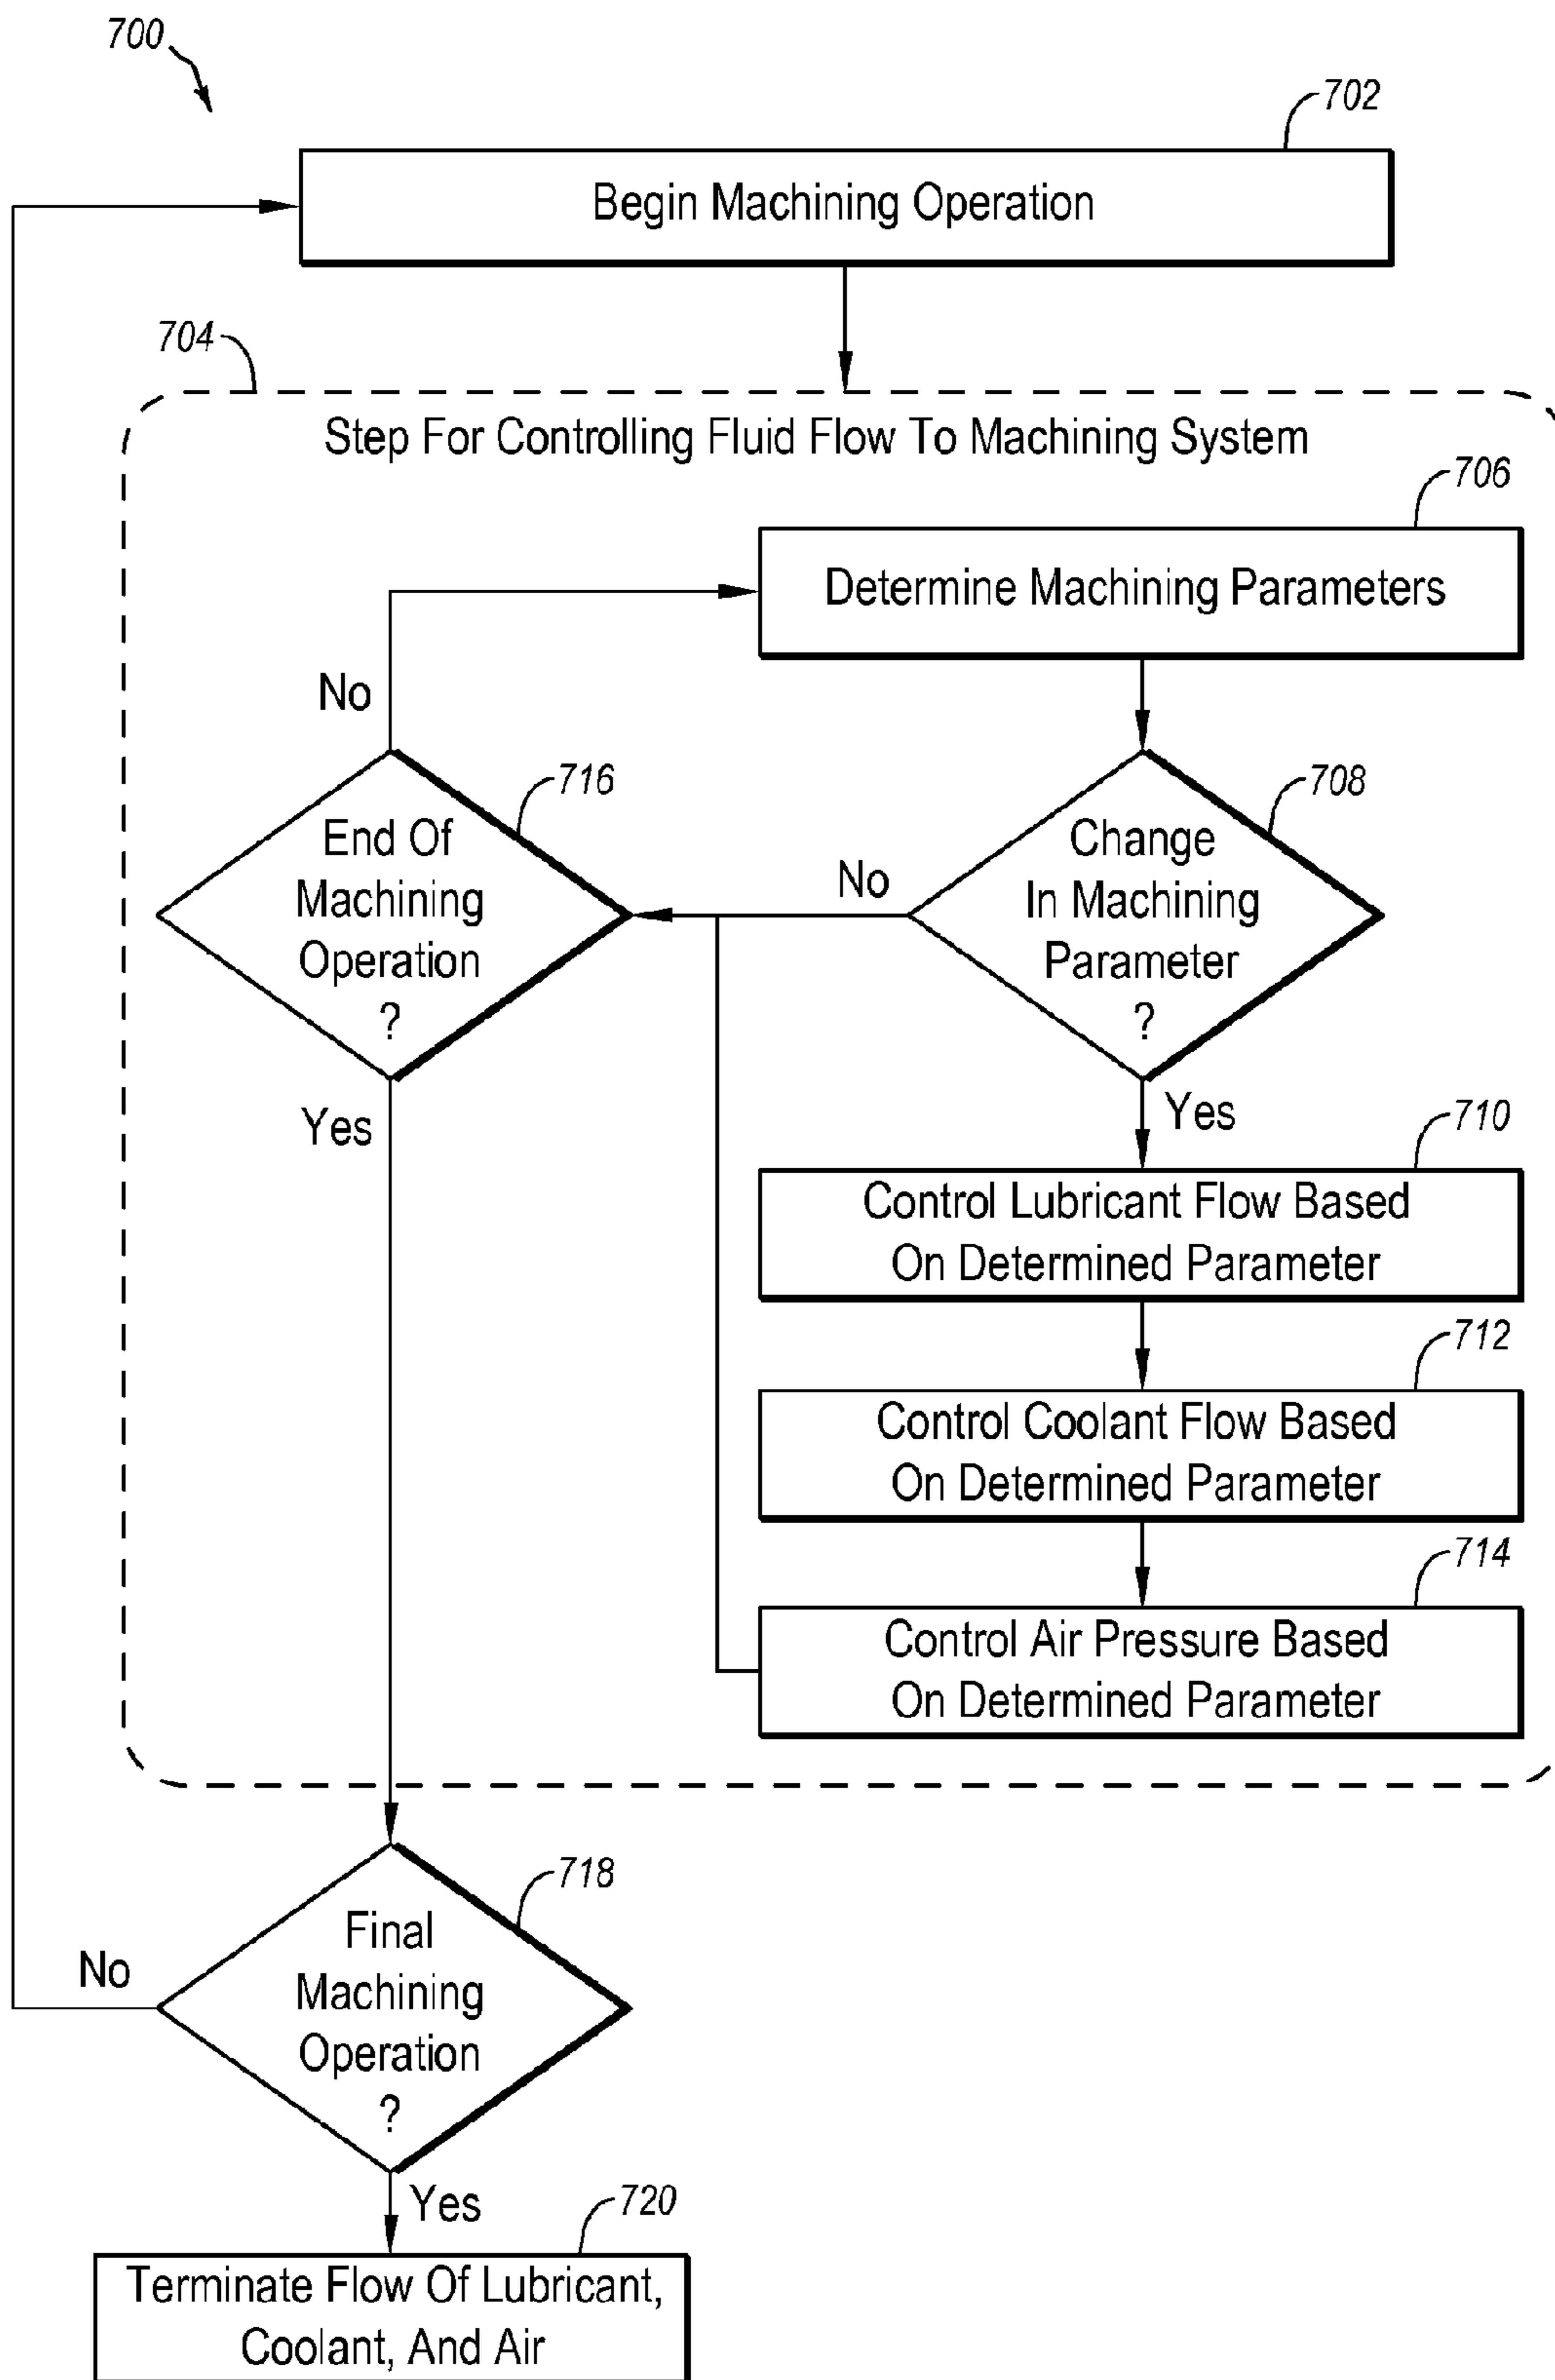 700
702
Begin Machining Operation
704
Step For Controlling Fluid Flow To Machining System
706
Determine Machining Parameters
No
716
End Of
Machining
Operation
?
Yes
708
Change
In Machining
Parameter
?
No
Yes
710
Control Lubricant Flow Based
On Determined Parameter
712
Control Coolant Flow Based
On Determined Parameter
714
Control Air Pressure Based
On Determined Parameter
718
Final
Machining
Operation
?
No
Yes
720
Terminate Flow Of Lubricant,
Coolant, And Air